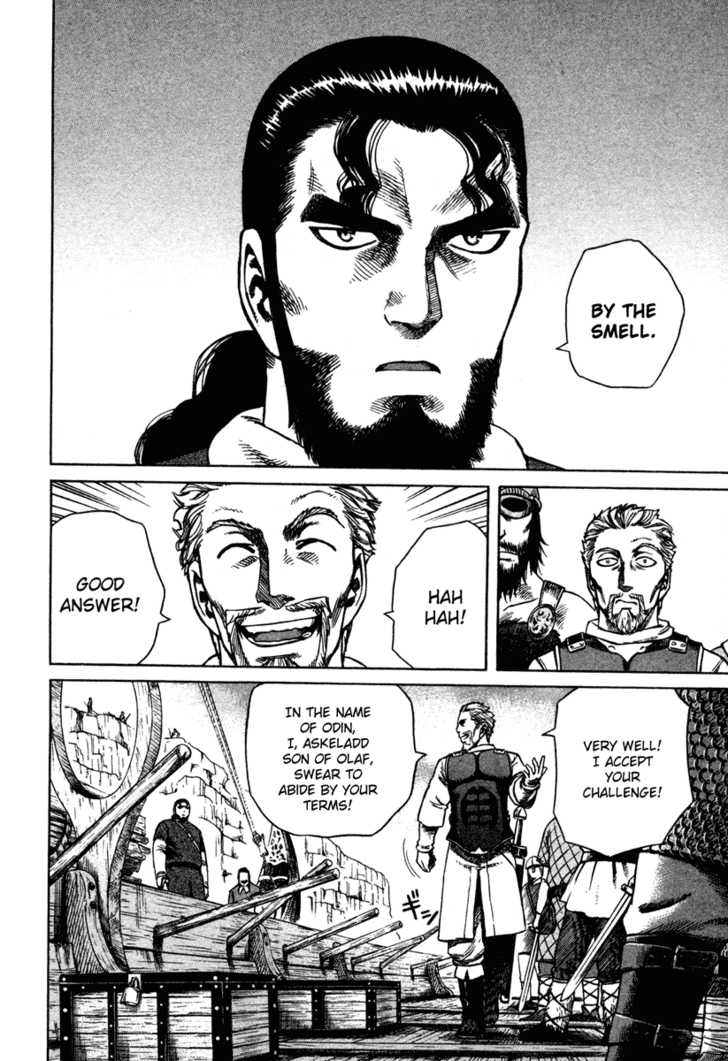 BY THE
SMELL.
HAH
HAH!
GOOD
ANSWER!
VERY WELL!
I ACCEPT
YOUR
CHALLENGE!
IN THE NAME
OF ODIN,
I, ASKELADD
SON OF OLAF,
SWEAR TO
ABIDE BY YOUR
TERMS!
ギシ